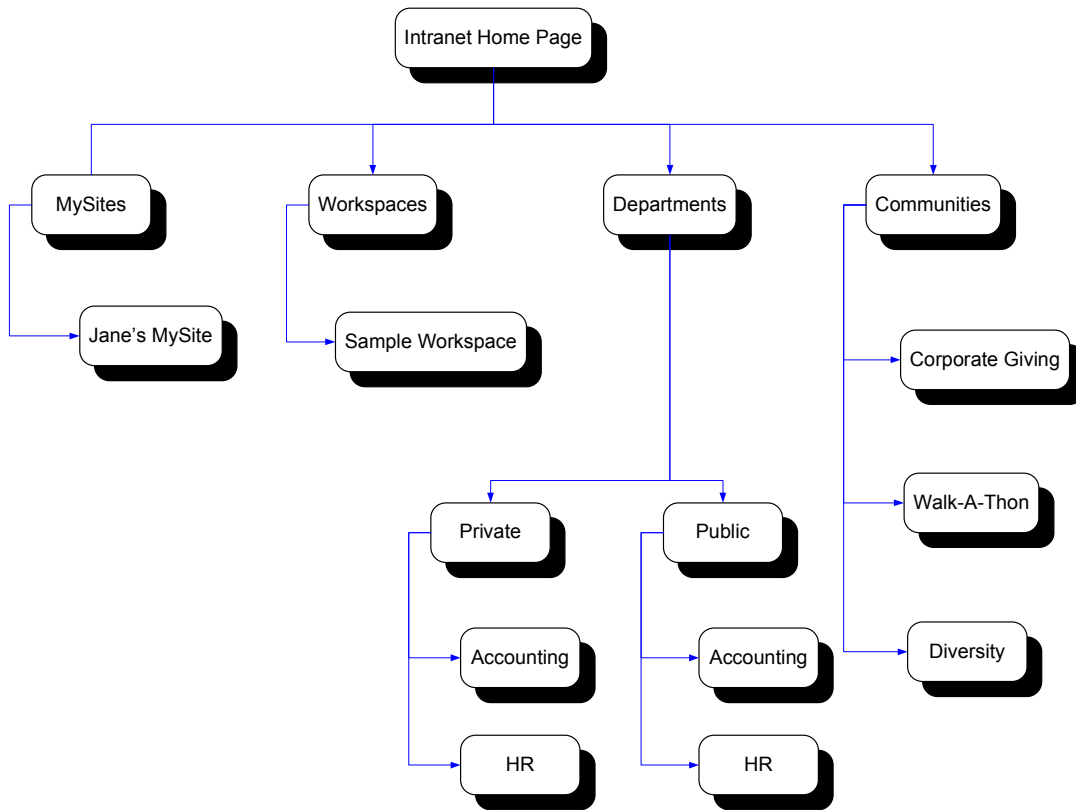 Intranet Home Page
MySites
Workspaces
Departments
Communities
Jane’s MySite
Sample Workspace
Corporate Giving
Walk-A-Thon
Private
Public
Accounting
Accounting
Diversity
HR
HR